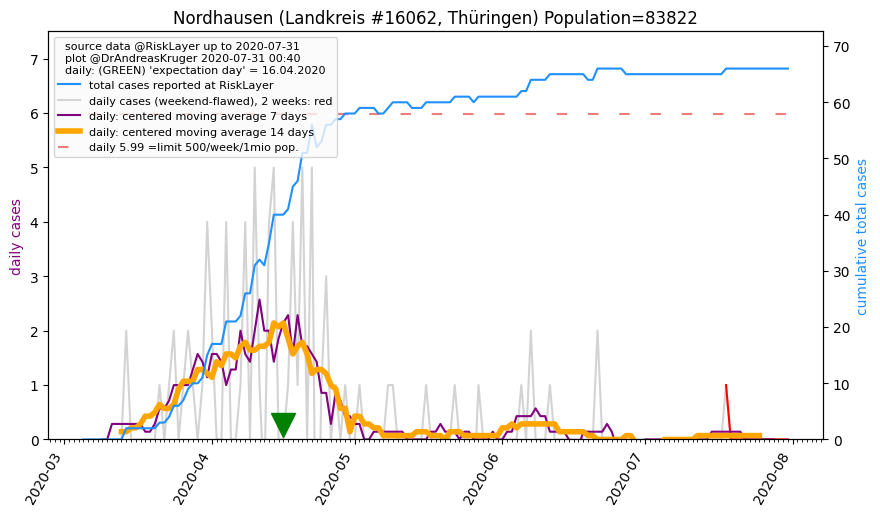 Nordhausen (Landkreis #16062, Thüringen) Population=83822
source data @RiskLayer up to 2020-07-31
plot @DrAndreasKruger 2020-07-31 00:40
daily: (GREEN) 'expectation day' = 16.04.2020
total cases reported at RiskLayer
daily cases (weekend-flawed), 2 weeks: red
daily: centered moving average 7 days
daily: centered moving average 14 days
daily 5.99 =limit 500/week/1mio pop.
daily cases
7
6
5
4
3
2
1
0
70
60
50
40
30
20
10
0
cumulative total cases
2020-03
2020-04
2020-05
2020-06
2020-07
2020-08